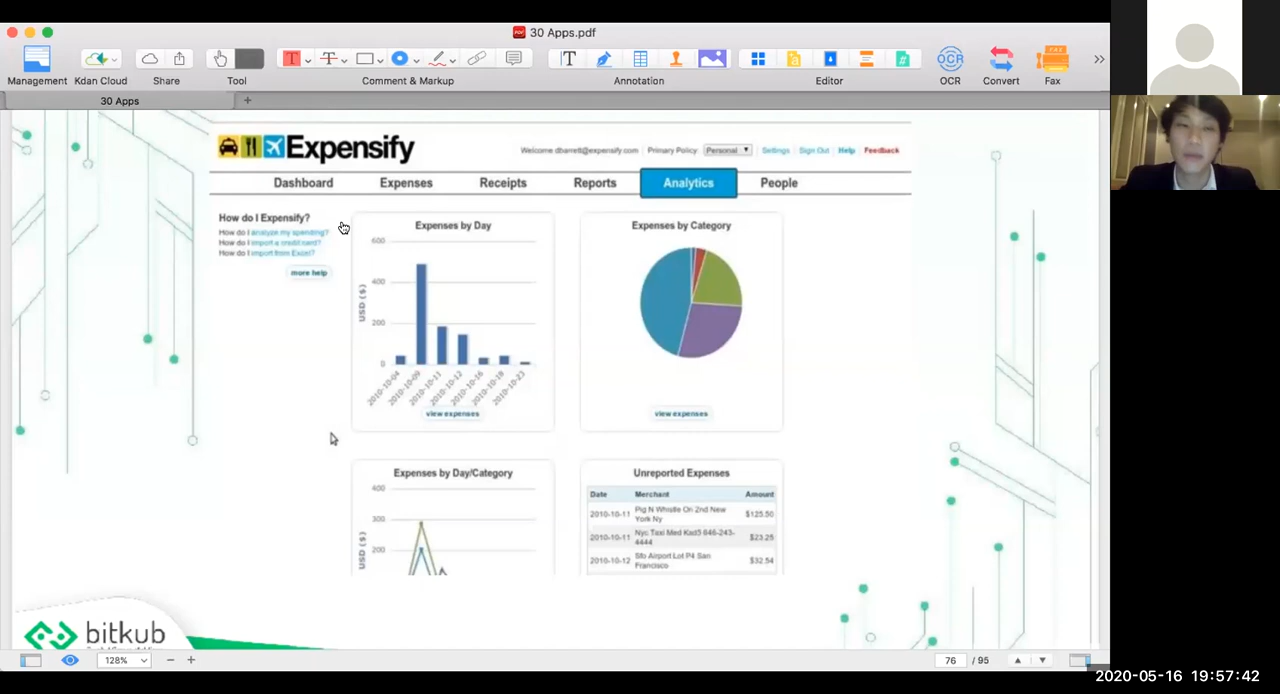 30 Apps.pdf
Management
Kdan Cloud
Share
Tool
Comment & Markup
Annotation
Editor
OCR
OCR
Convert
FAX
Fax
30 Apps
Expensify
Welcome dbarrett@expensify.com
Primary Policy
Personal
Settings
Sign Out
Help
Feedback
Dashboard
Expenses
Receipts
Reports
Analytics
People
How do I Expensify?
How do I analyze my spending?
How do I import a credit card?
How do I import from Excel?
more help
Expenses by Day
600
400
200
0
USD ($)
2010-10-04
2010-10-09
2010-10-11
2010-10-12
2010-10-16
2010-10-18
2010-10-23
view expenses
Expenses by Category
view expenses
Expenses by Day/Category
400
300
200
USD ($)
Unreported Expenses
Date Merchant Amount
2010-10-11 Pig N Whistle On 2nd New $125.50
York Ny
2010-10-11 Nyc Taxi Med 646-243- $23.25
4444
2010-10-12 Sfo Airport Lot P4 San $32.54
Francisco
bitkub
128%
76 / 95
2020-05-16 19:57:42